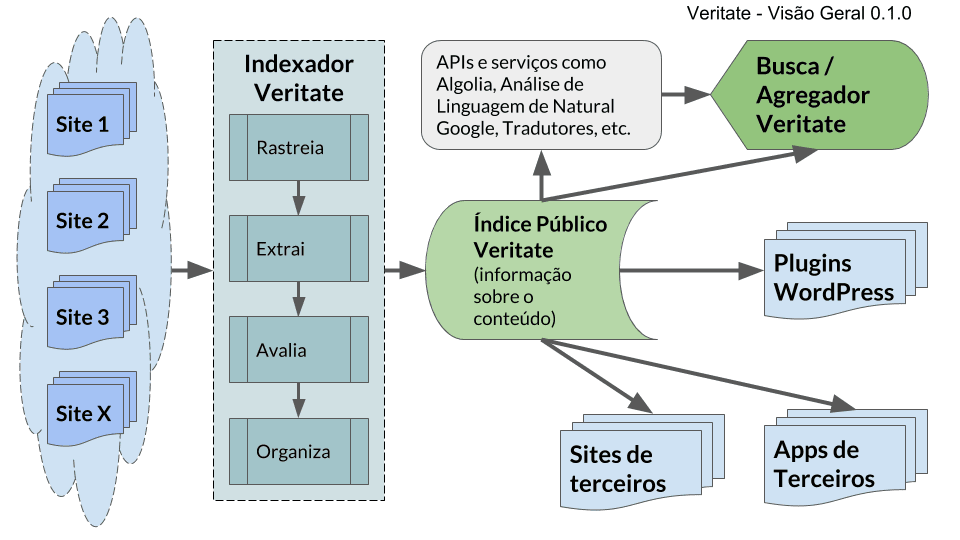 Veritate - Visão Geral 0.1.0
Site 1
Site 2
Site 3
Site X
Indexador
Veritate
Rastreia
Extrai
Avalia
Organiza
APIs e serviços como
Algolia, Análise de
Linguagem de Natural
Google, Tradutores, etc.
Busca /
Agregador
Veritate
Índice Público
Veritate
(informação
sobre o
conteúdo)
Plugins
WordPress
Sites de
terceiros
Apps de
Terceiros